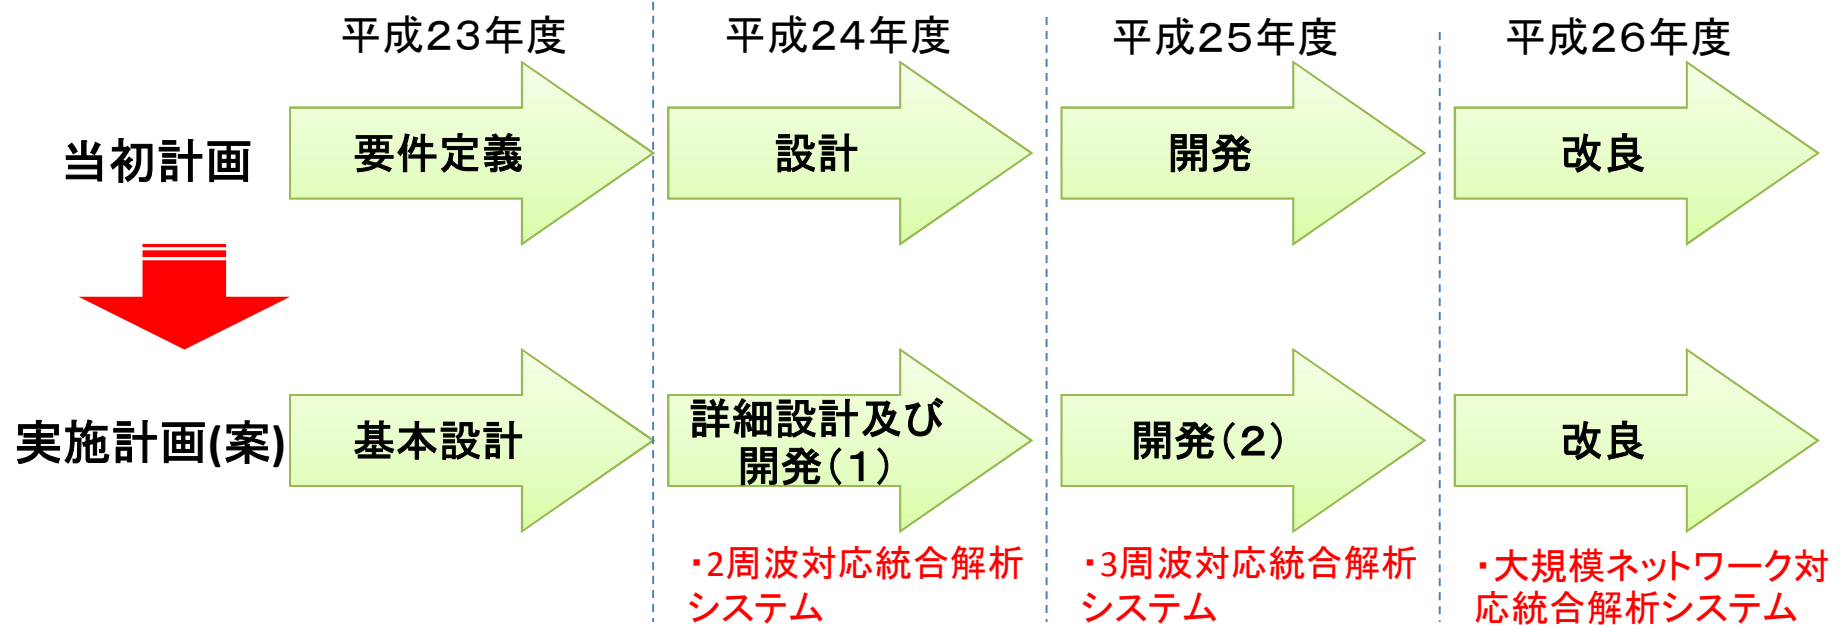 平成23年度
平成24年度
平成25年度
平成26年度
当初計画
要件定義
設計
開発
改良
実施計画(案)
基本設計
詳細設計及び
開発(1)
開発(2)
改良
・2周波対応統合解析
システム
・3周波対応統合解析
システム
・大規模ネットワーク対
応統合解析システム